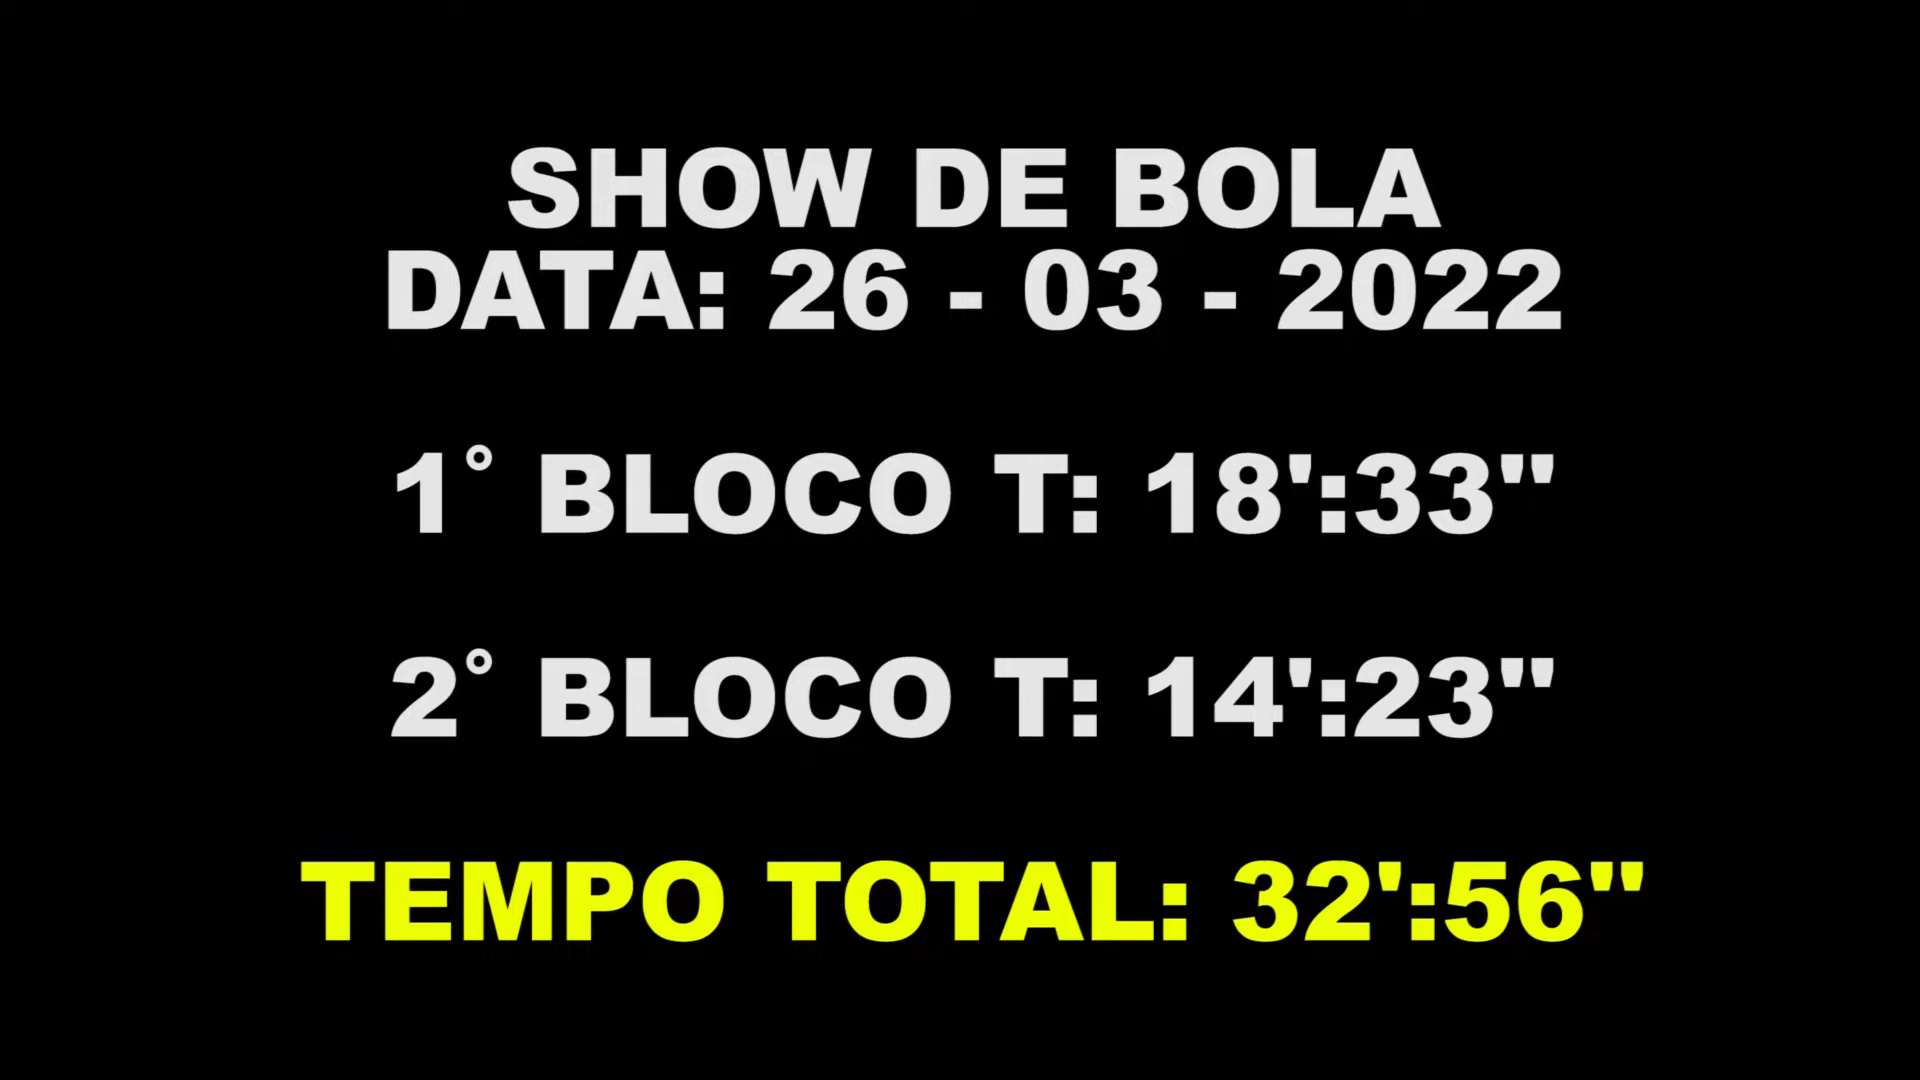 SHOW DE BOLA
DATA: 26 - 03 - 2022
1° BLOCO T: 18':33"
2° BLOCO T: 14':23"
TEMPO TOTAL: 32':56"